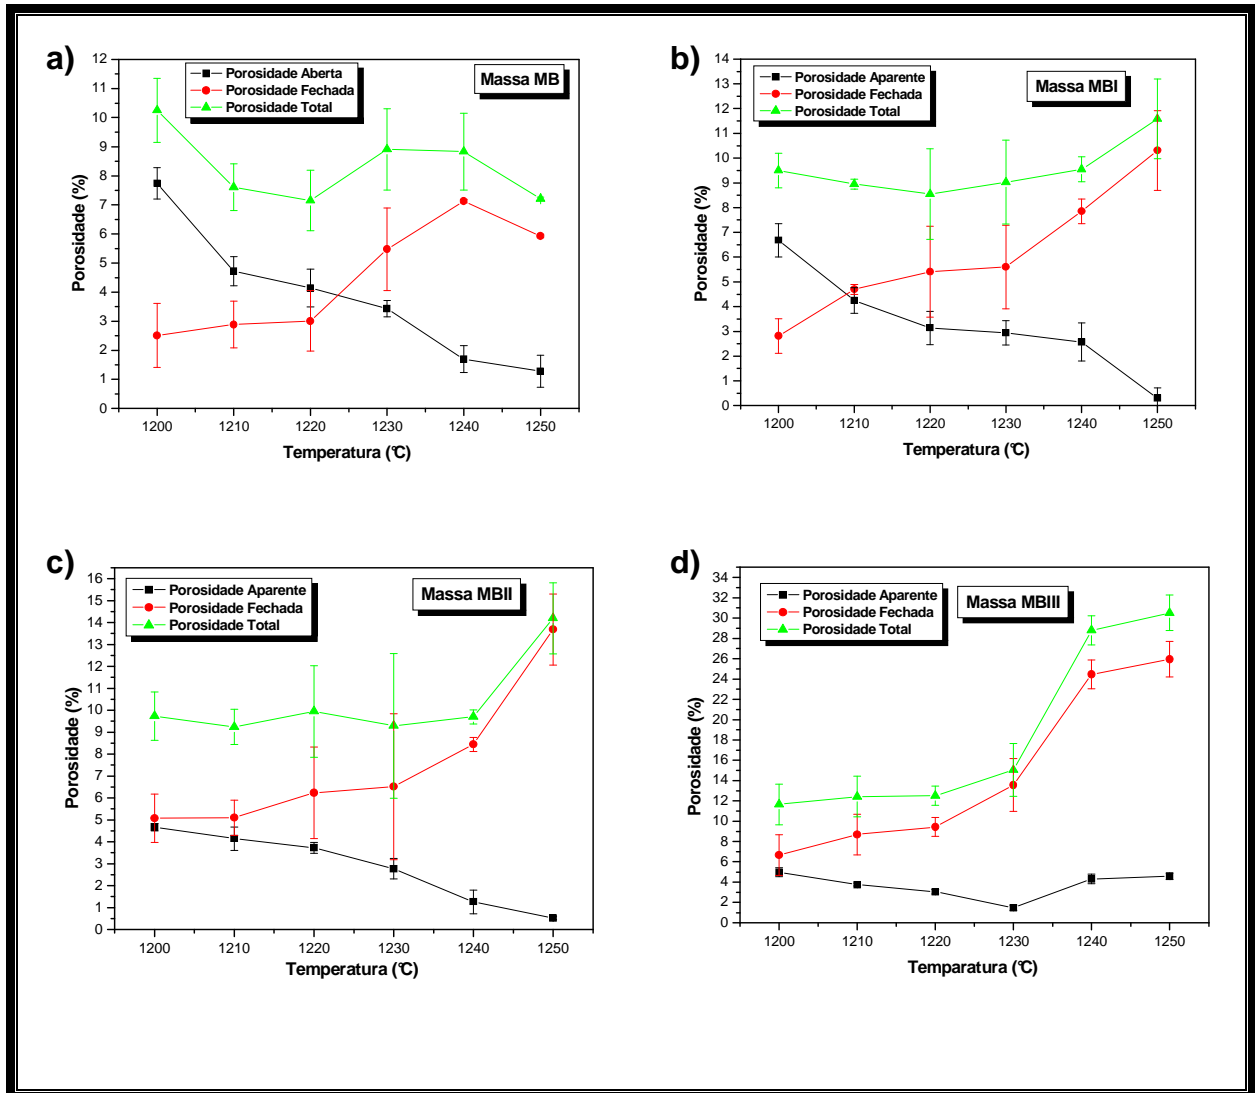 a)
Porosidade Aberta
Porosidade Fechada
Porosidade Total
Massa MB
12
11
10
9
8
7
6
5
4
3
2
1
0
Porosidade (%)
1200 1210 1220 1230 1240 1250
Temperatura (°C)
b)
Porosidade Aparente
Porosidade Fechada
Porosidade Total
Massa MBI
14
13
12
11
10
9
8
7
6
5
4
3
2
1
0
Porosidade (%)
1200 1210 1220 1230 1240 1250
Temperatura (°C)
c)
Porosidade Aparente
Porosidade Fechada
Porosidade Total
Massa MBII
16
15
14
13
12
11
10
9
8
7
6
5
4
3
2
1
0
Porosidade (%)
1200 1210 1220 1230 1240 1250
Temperatura (°C)
d)
Porosidade Aparente
Porosidade Fechada
Porosidade Total
Massa MBIII
34
32
30
28
26
24
22
20
18
16
14
12
10
8
6
4
2
0
Porosidade (%)
1200 1210 1220 1230 1240 1250
Temparatura (°C)